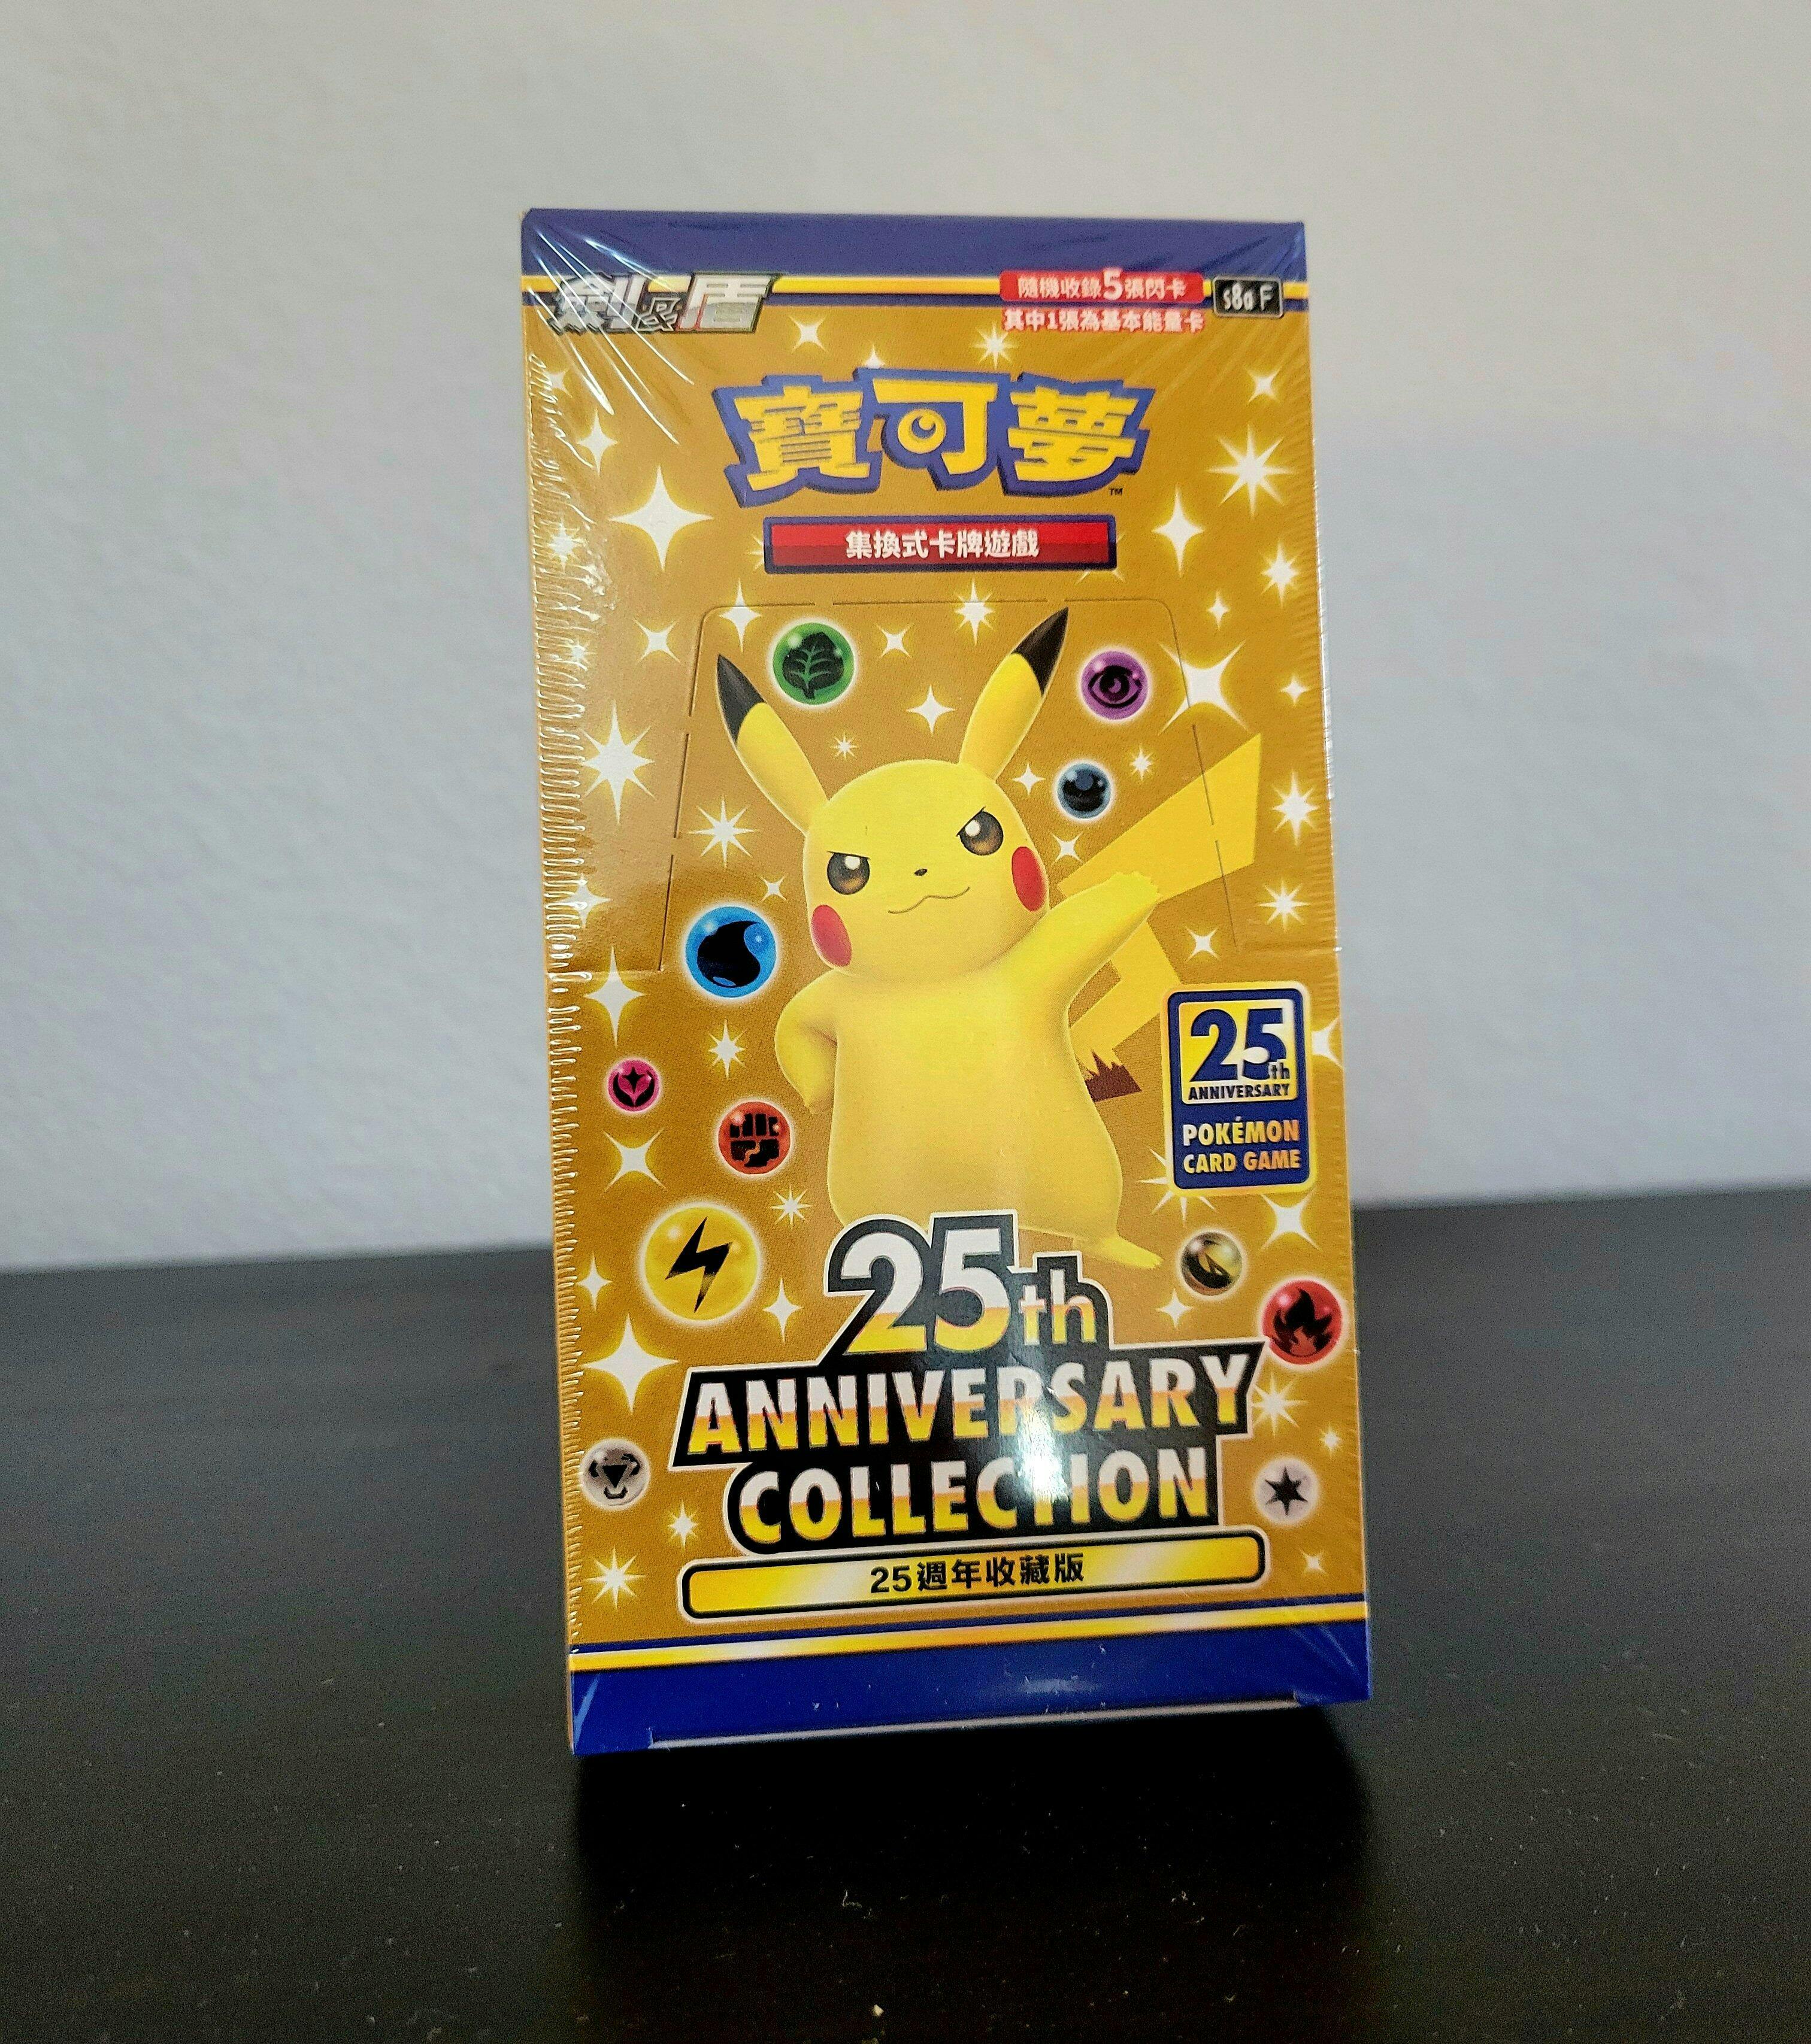 劍&盾
隨機收錄5張閃卡
其中1張為基本能量卡
s8a F
寶可夢
TM
集換式卡牌遊戲
25th
ANNIVERSARY
POKÉMON
CARD GAME
25th
ANNIVERSARY
COLLECTION
25週年收藏版